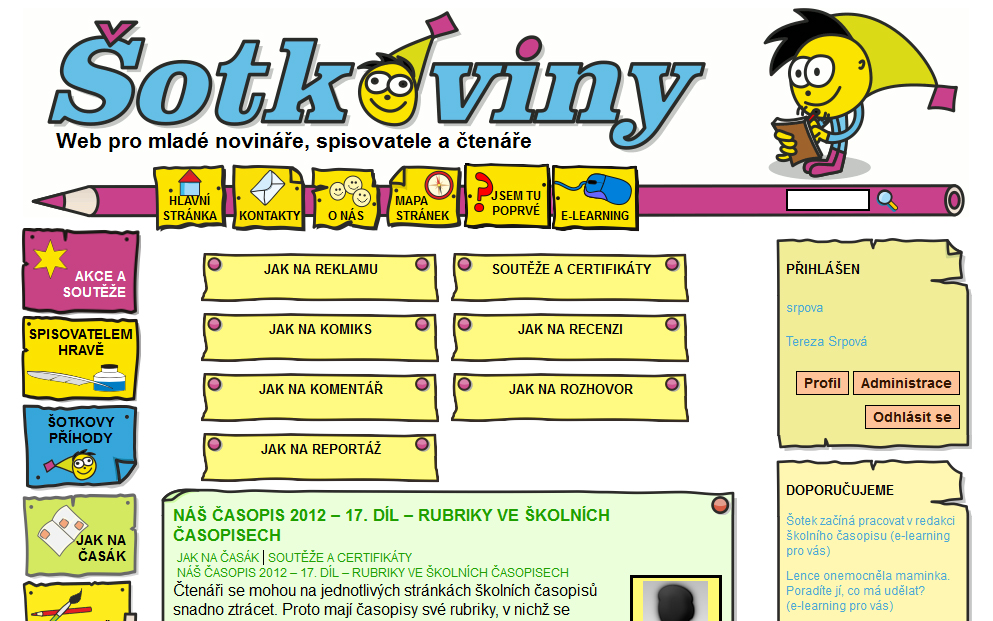 Šotkoviny
Web pro mladé novináře, spisovatele a čtenáře
HLAVNÍ
STRÁNKA
KONTAKTY
O NÁS
MAPA
STRÁNEK
JSEM TU
POPRVÉ
E-LEARNING
AKCE A
SOUTĚŽE
SPISOVATELEM
HRAVĚ
ŠOTKOVY
PŘÍHODY
JAK NA
ČASÁK
JAK NA REKLAMU
SOUTĚŽE A CERTIFIKÁTY
JAK NA KOMIKS
JAK NA RECENZI
JAK NA KOMENTÁŘ
JAK NA ROZHOVOR
JAK NA REPORTÁŽ
NÁŠ ČASOPIS 2012 – 17. DÍL – RUBRIKY VE ŠKOLNÍCH
ČASOPISECH
JAK NA ČASÁK | SOUTĚŽE A CERTIFIKÁTY
NÁŠ ČASOPIS 2012 – 17. DÍL – RUBRIKY VE ŠKOLNÍCH ČASOPISECH
Čtenáři se mohou na jednotlivých stránkách školních časopisů
snadno ztrácet. Proto mají časopisy své rubriky, v nichž se
PŘIHLÁŠEN
srpova
Tereza Srpová
Profil Administrace
Odhlásit se
DOPORUČUJEME
Šotek začíná pracovat v redakci
školního časopisu (e-learning
pro vás)
Lence onemocněla maminka.
Poradíte jí, co má udělat?
(e-learning pro vás)